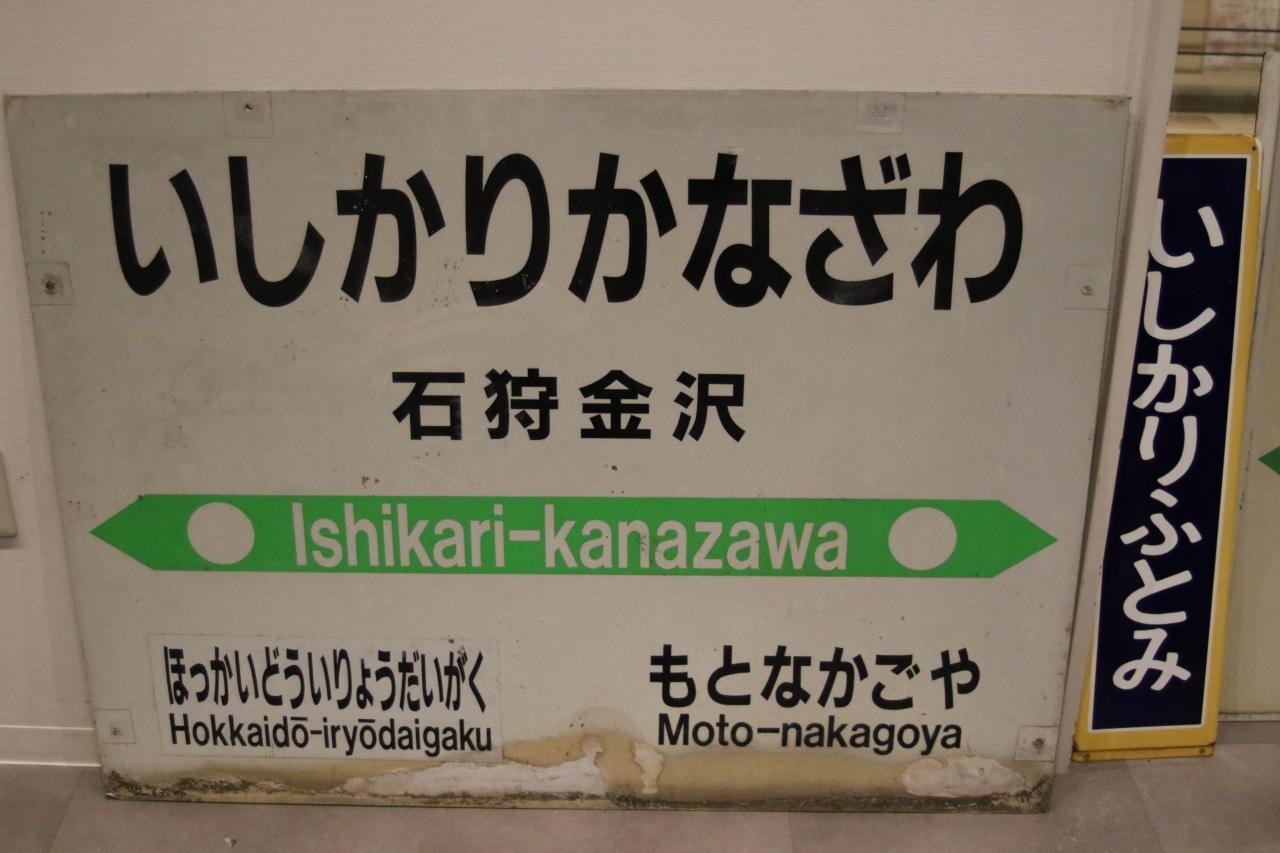 いしかりかなざわ
石狩金沢
Ishikari-kanazawa
ほっかいどういりょうだいがく
Hokkaidō-iryōdaigaku
もとなかごや
Moto-nakagoya
いしかりふとみ